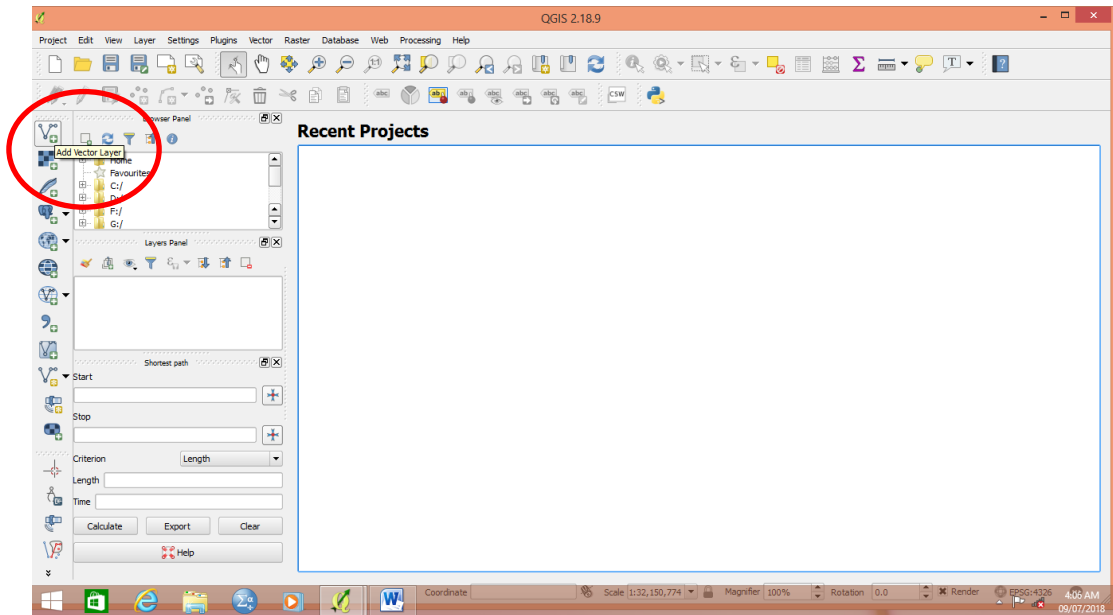 QGIS 2.18.9
Project Edit View Layer Settings Plugins Vector Raster Database Web Processing Help
Browser Panel
Add Vector Layer
Home
Favourites
C:/
D:/
F:/
G:/
Recent Projects
Layers Panel
Shortest path
Start
Stop
Criterion Length
Length
Time
Calculate Export Clear
Help
Coordinate Scale 1:32,150,774 Magnifier 100% Rotation 0.0 Render EPSG:4326
4:06 AM
09/07/2018